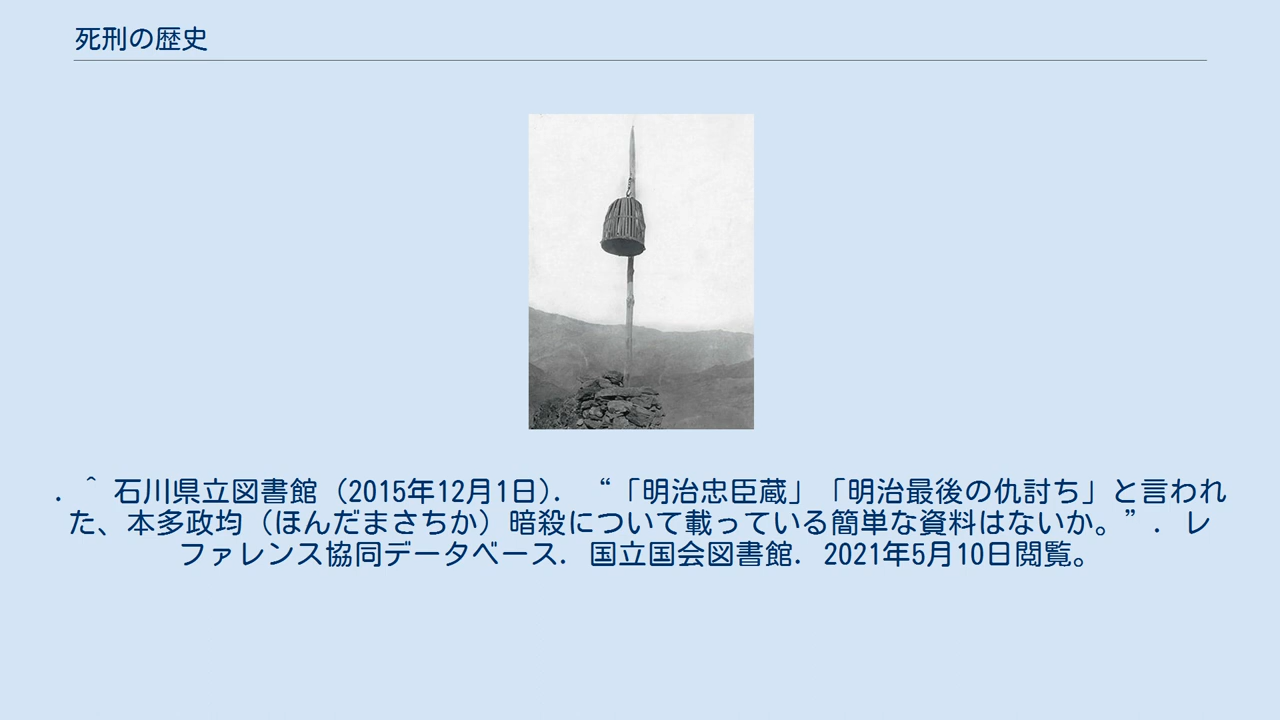 死刑の歴史
. ^ 石川県立図書館（2015年12月1日）. “「明治忠臣蔵」「明治最後の仇討ち」と言われ
た、本多政均（ほんだまさちか）暗殺について載っている簡単な資料はないか。”. レ
ファレンス協同データベース. 国立国会図書館. 2021年5月10日閲覧。